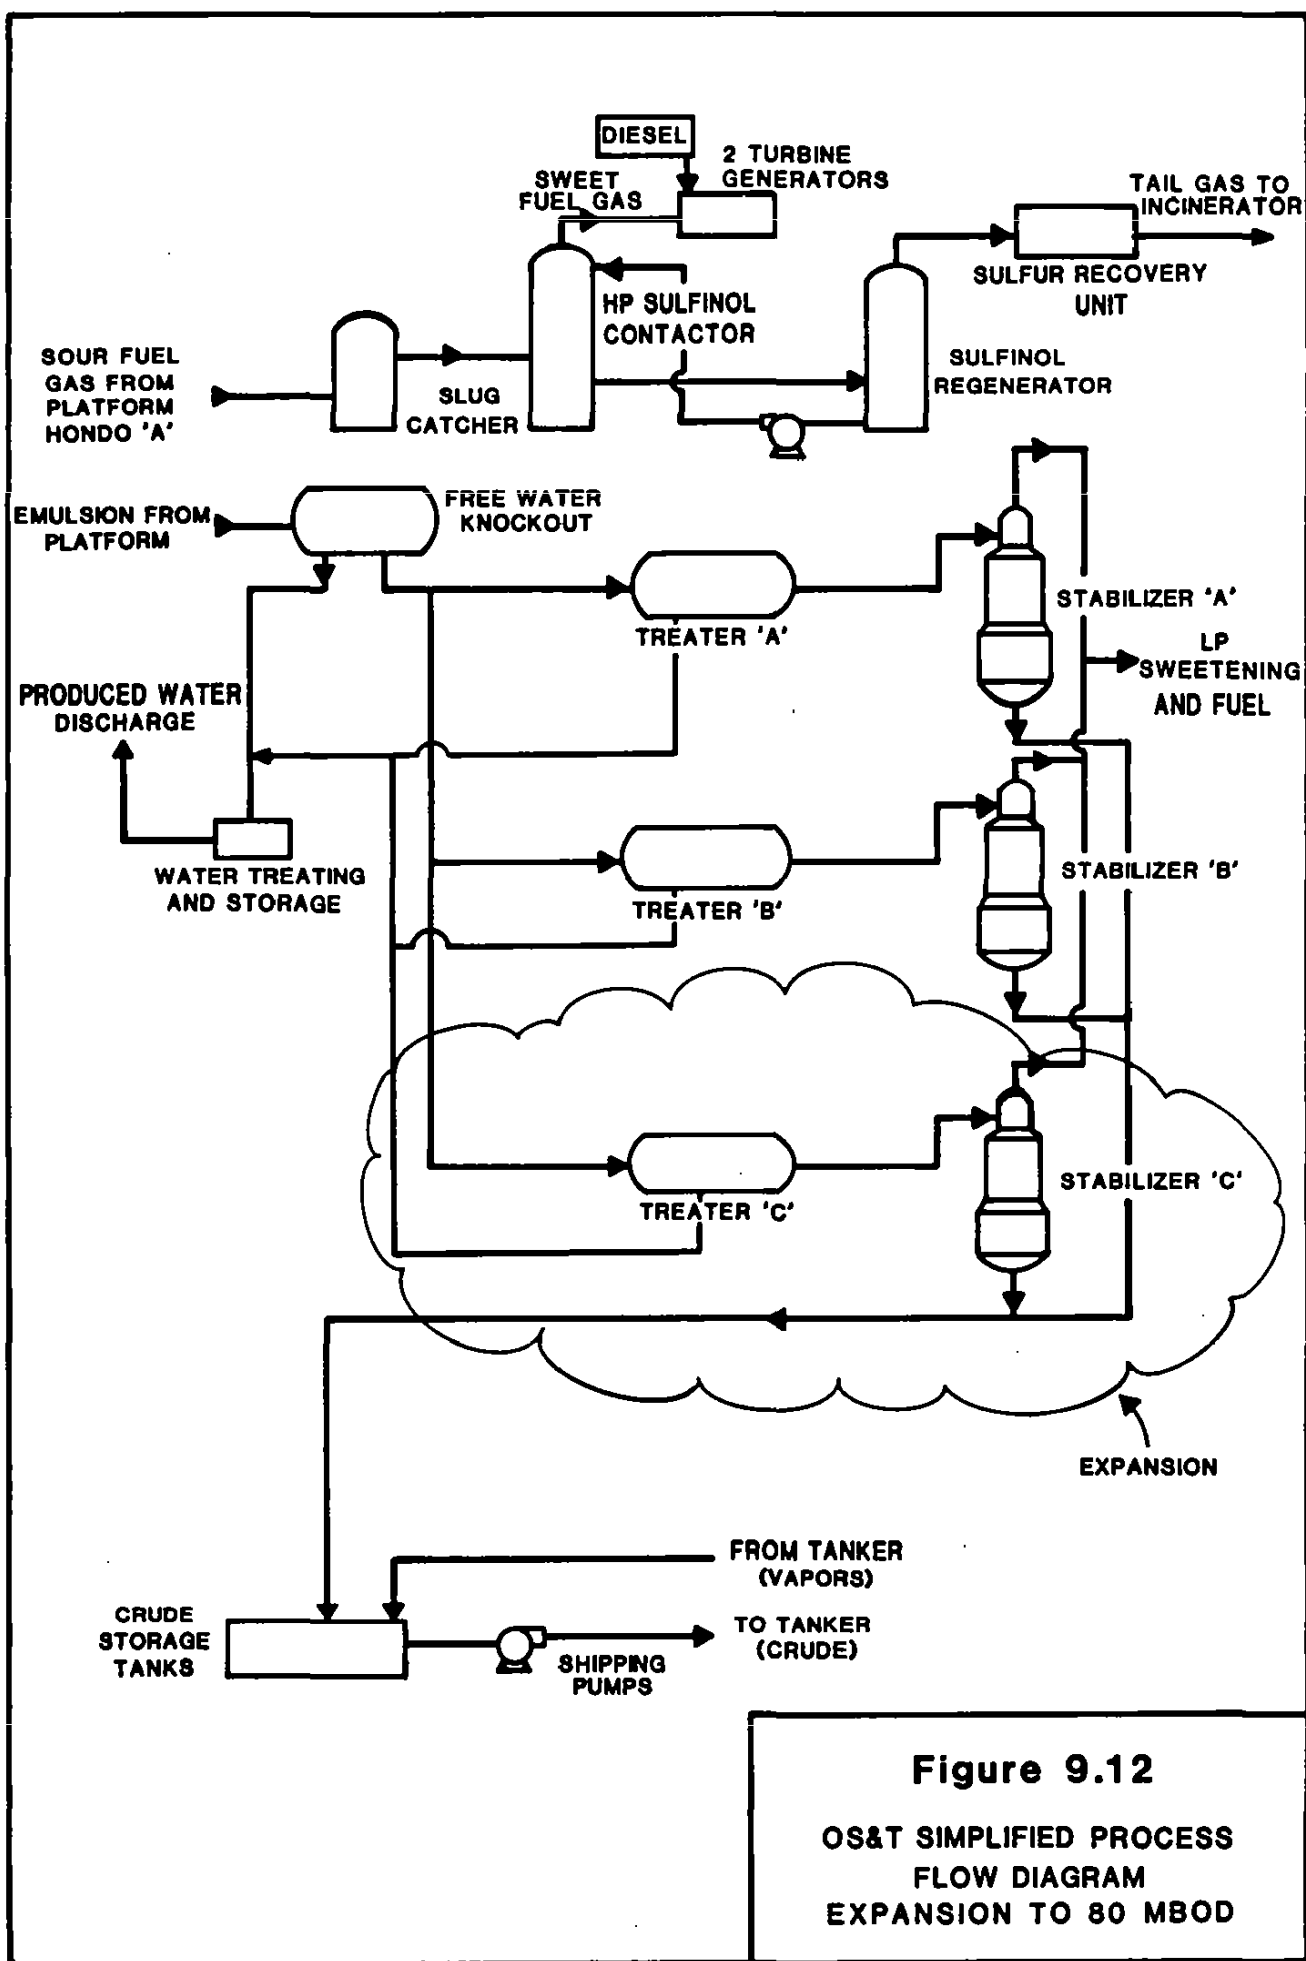 DIESEL
2 TURBINE
GENERATORS
SWEET
FUEL GAS
TAIL GAS TO
INCINERATOR
SULFUR RECOVERY
UNIT
HP SULFINOL
CONTACTOR
SOUR FUEL
GAS FROM
PLATFORM
HONDO 'A'
SLUG
CATCHER
SULFINOL
REGENERATOR
EMULSION FROM
PLATFORM
FREE WATER
KNOCKOUT
TREATER 'A'
STABILIZER 'A'
LP
SWEETENING
AND FUEL
PRODUCED WATER
DISCHARGE
WATER TREATING
AND STORAGE
TREATER 'B'
STABILIZER 'B'
TREATER 'C'
STABILIZER 'C'
EXPANSION
FROM TANKER
(VAPORS)
CRUDE
STORAGE
TANKS
TO TANKER
(CRUDE)
SHIPPING
PUMPS
Figure 9.12
OS&T SIMPLIFIED PROCESS
FLOW DIAGRAM
EXPANSION TO 80 MBOD